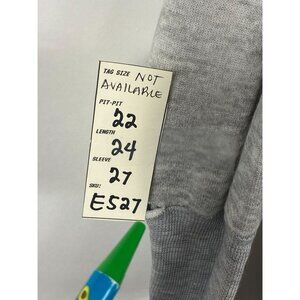 TAG SIZE NOT
AVAILABLE
PIT-PIT
22
LENGTH
24
SLEEVE
27
SKU:
E527